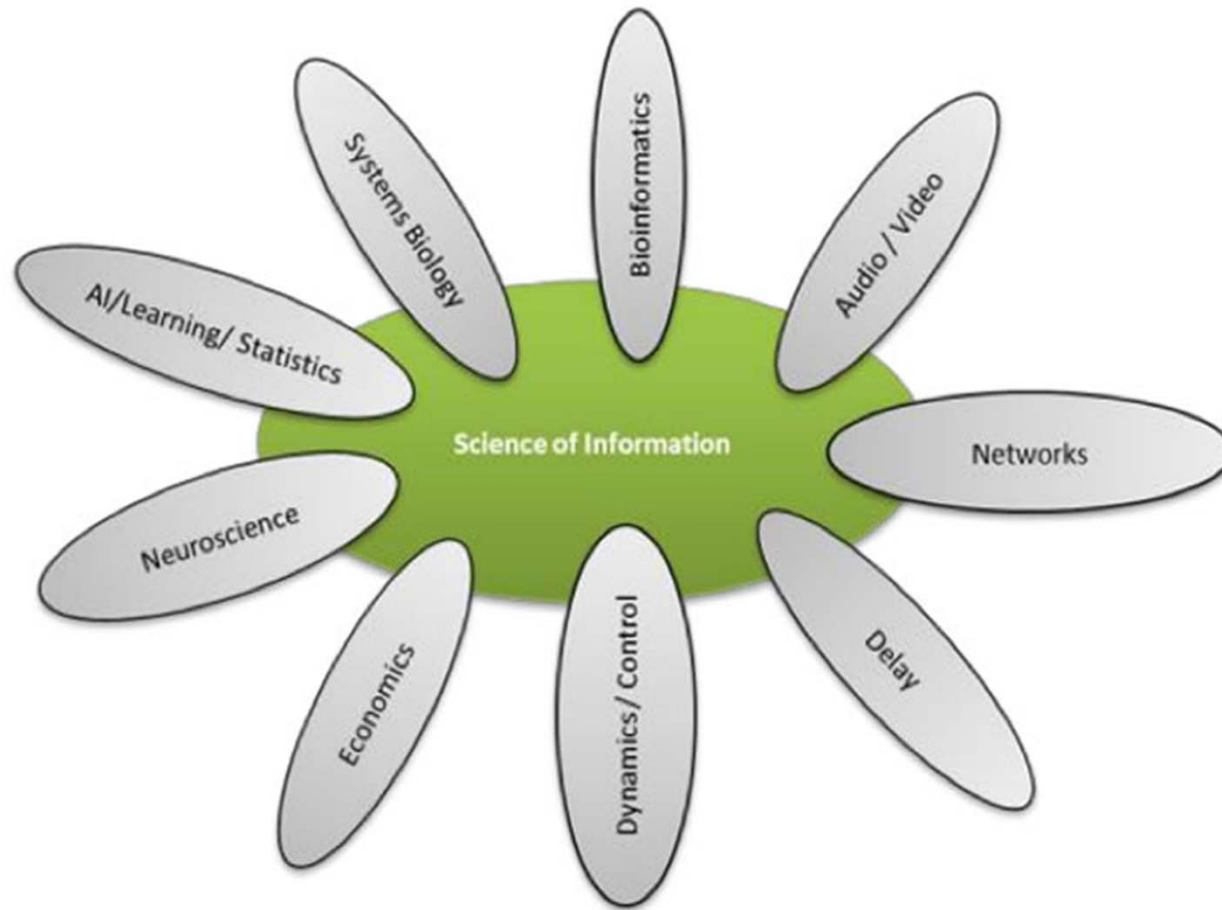 Bioinformatics
Systems Biology
Audio / Video
AI/Learning/ Statistics
Science of Information
Networks
Neuroscience
Economics
Dynamics / Control
Delay